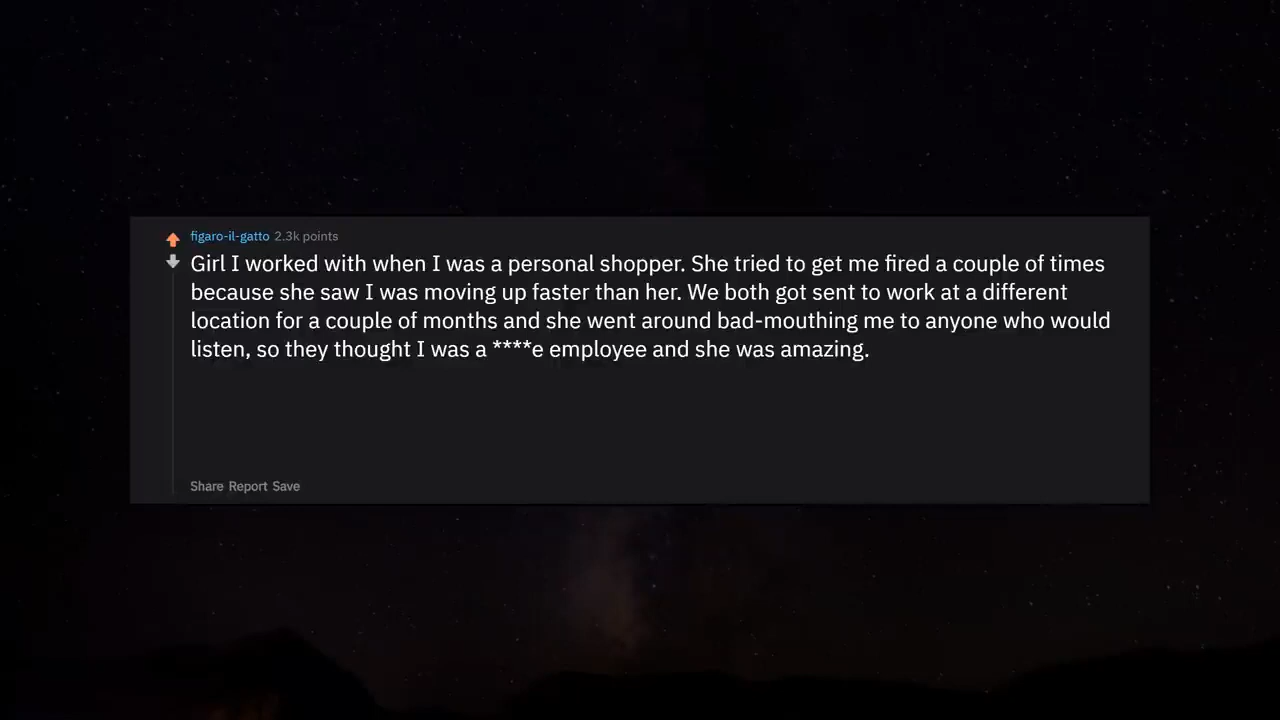 figaro-il-gatto 2.3k points
Girl I worked with when I was a personal shopper. She tried to get me fired a couple of times
because she saw I was moving up faster than her. We both got sent to work at a different
location for a couple of months and she went around bad-mouthing me to anyone who would
listen, so they thought I was a ****e employee and she was amazing.
Share Report Save